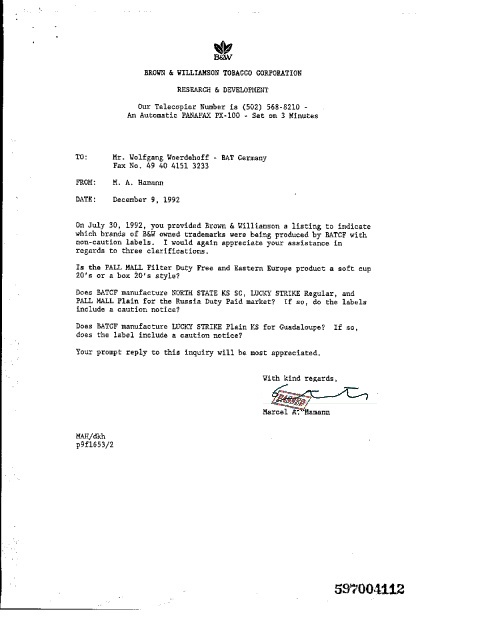 B&W
BROWN & WILLIAMSON TOBACCO CORPORATION
RESEARCH & DEVELOPMENT
Our Telecopier Number is (502) 568-8210 -
An Automatic PANAFAX PX-100 - Set on 3 Minutes
TO: Mr. Wolfgang Woerdehoff - BAT Germany
Fax No. 49 40 4151 3233
FROM: M. A. Hamann
DATE: December 9, 1992
On July 30, 1992, you provided Brown & Williamson a listing to indicate
which brands of B&W owned trademarks were being produced by BATCF with
non-caution labels. I would again appreciate your assistance in
regards to three clarifications.
Is the PALL MALL Filter Duty Free and Eastern Europe product a soft cup
20's or a box 20's style?
Does BATCF manufacture NORTH STATE KS SC, LUCKY STRIKE Regular, and
PALL MALL Plain for the Russia Duty Paid market? If so, do the labels
include a caution notice?
Does BATCF manufacture LUCKY STRIKE Plain KS for Guadaloupe? If so,
does the label include a caution notice?
Your prompt reply to this inquiry will be most appreciated.
With kind regards,
Marcel A. Hamann
MAH/dkh
p9f1653/2
597004112